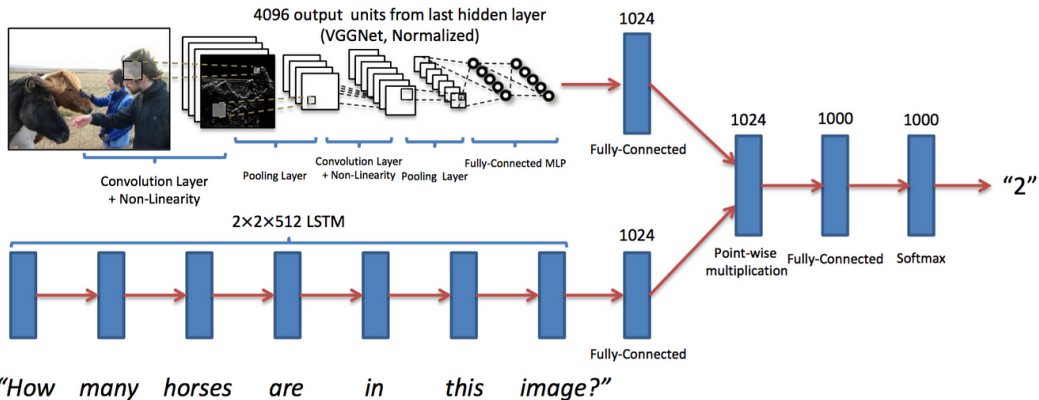 4096 output units from last hidden layer
(VGGNet, Normalized)
1024
Fully-Connected
Convolution Layer
+ Non-Linearity
Pooling Layer
Convolution Layer
+ Non-Linearity
Pooling Layer
Fully-Connected MLP
1024
1000
1000
"2"
Point-wise
multiplication
Fully-Connected
Softmax
2×2×512 LSTM
1024
Fully-Connected
"How many horses are in this image?"